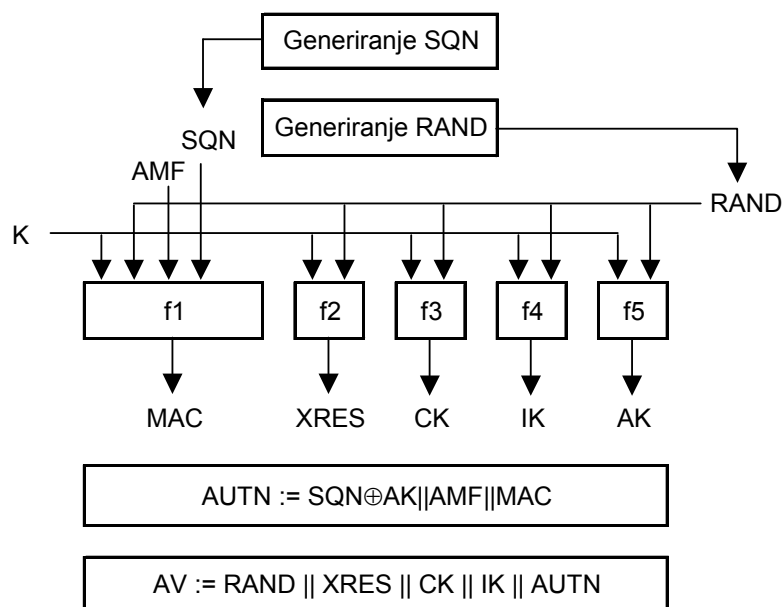 Generiranje SQN
Generiranje RAND
SQN
AMF
RAND
K
f1 f2 f3 f4 f5
MAC XRES CK IK AK
AUTN := SQN⊕AK||AMF||MAC
AV := RAND || XRES || CK || IK || AUTN